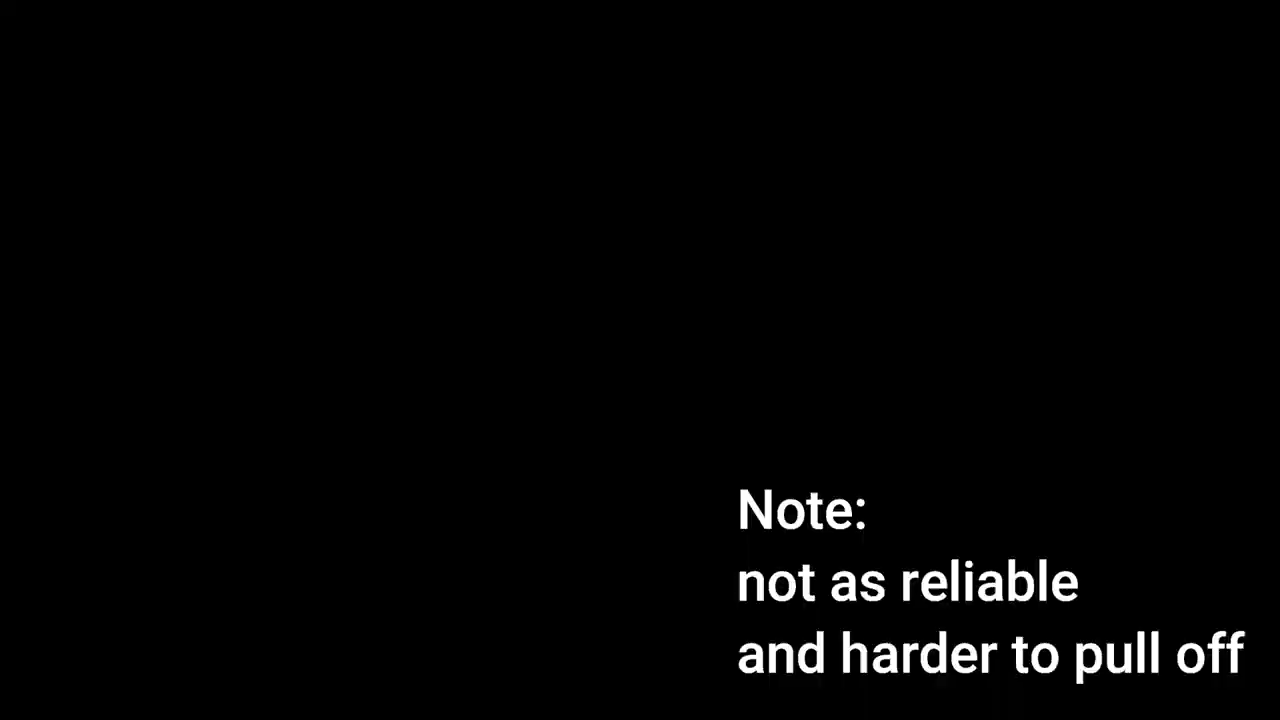 Note:
not as reliable
and harder to pull off